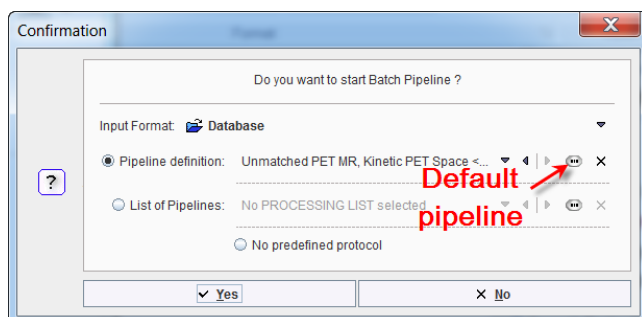 Confirmation
Format
X
Do you want to start Batch Pipeline ?
Input Format: Database
Pipeline definition: Unmatched PET MR, Kinetic PET Space <...
Default
pipeline
List of Pipelines: No PROCESSING LIST selected
No predefined protocol
?
Yes
No